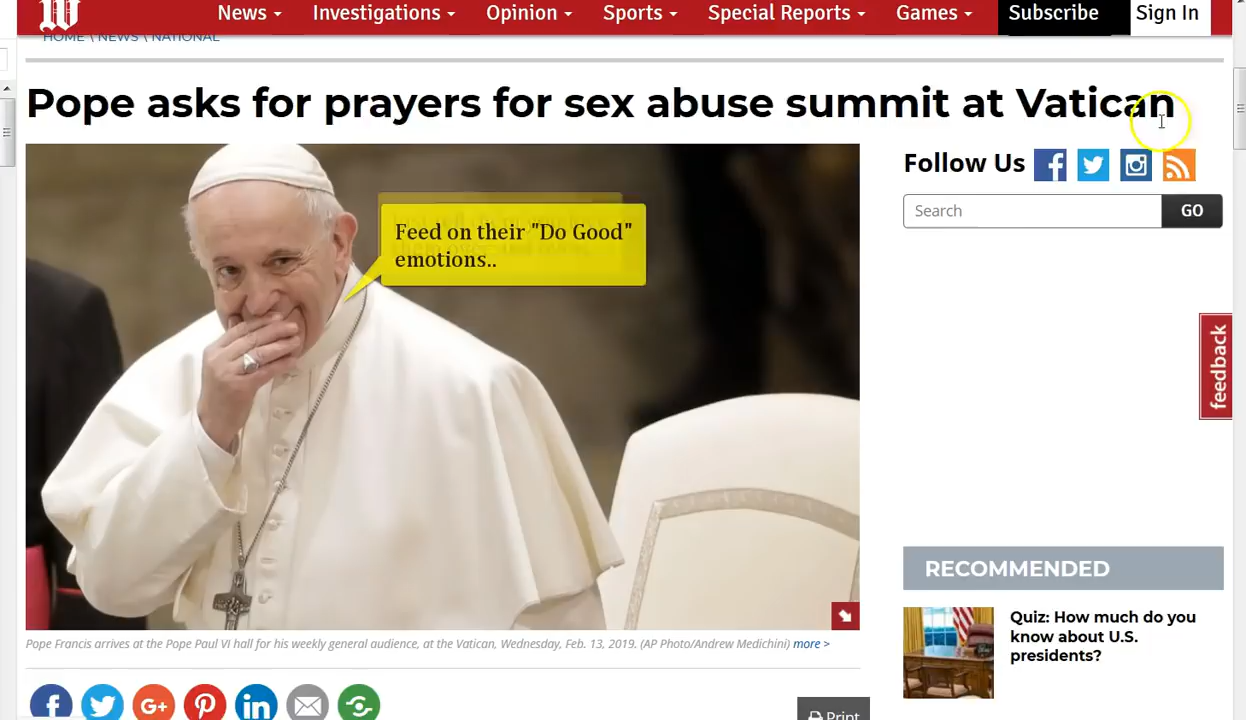 W
News
Investigations
Opinion
Sports
Special Reports
Games
Subscribe
Sign In
HOME \ NEWS \ NATIONAL
Pope asks for prayers for sex abuse summit at Vatican
Follow Us
Search
GO
Feed on their "Do Good"
emotions..
feedback
Pope Francis arrives at the Pope Paul VI hall for his weekly general audience, at the Vatican, Wednesday, Feb. 13, 2019. (AP Photo/Andrew Medichini) more >
RECOMMENDED
Quiz: How much do you
know about U.S.
presidents?
G+
Print